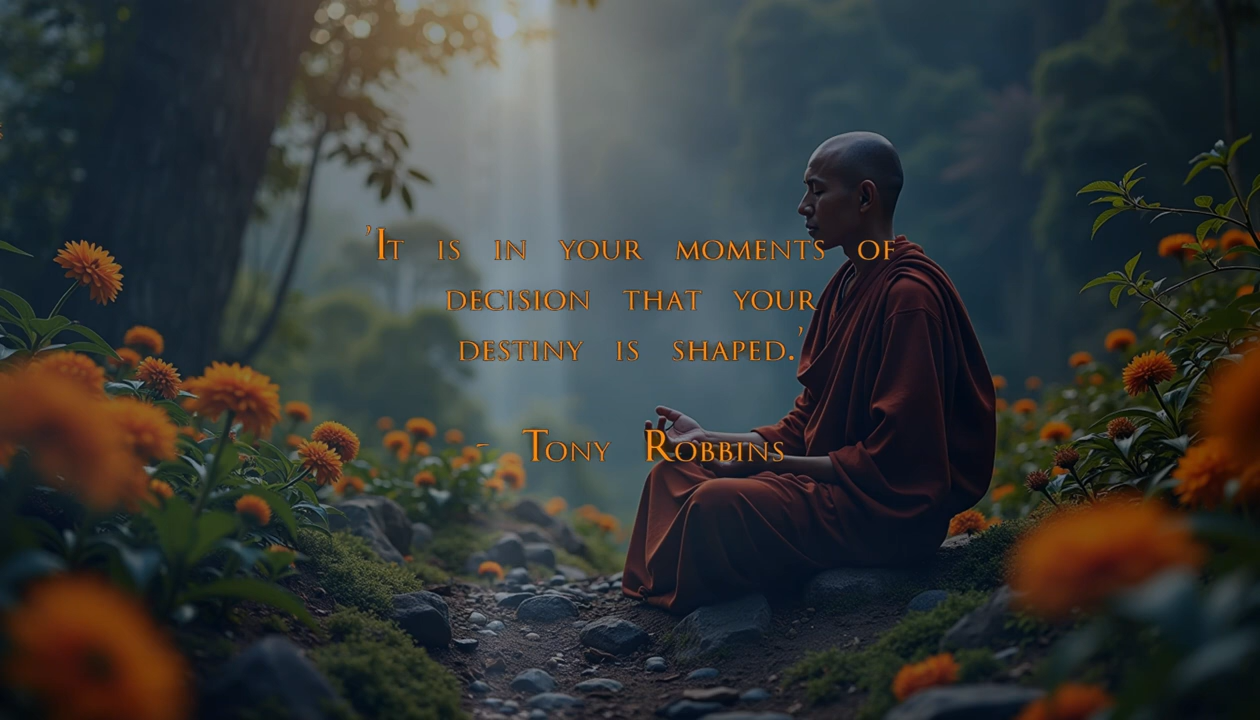 'It is in your moments of
decision that your
destiny is shaped.'
- Tony Robbins